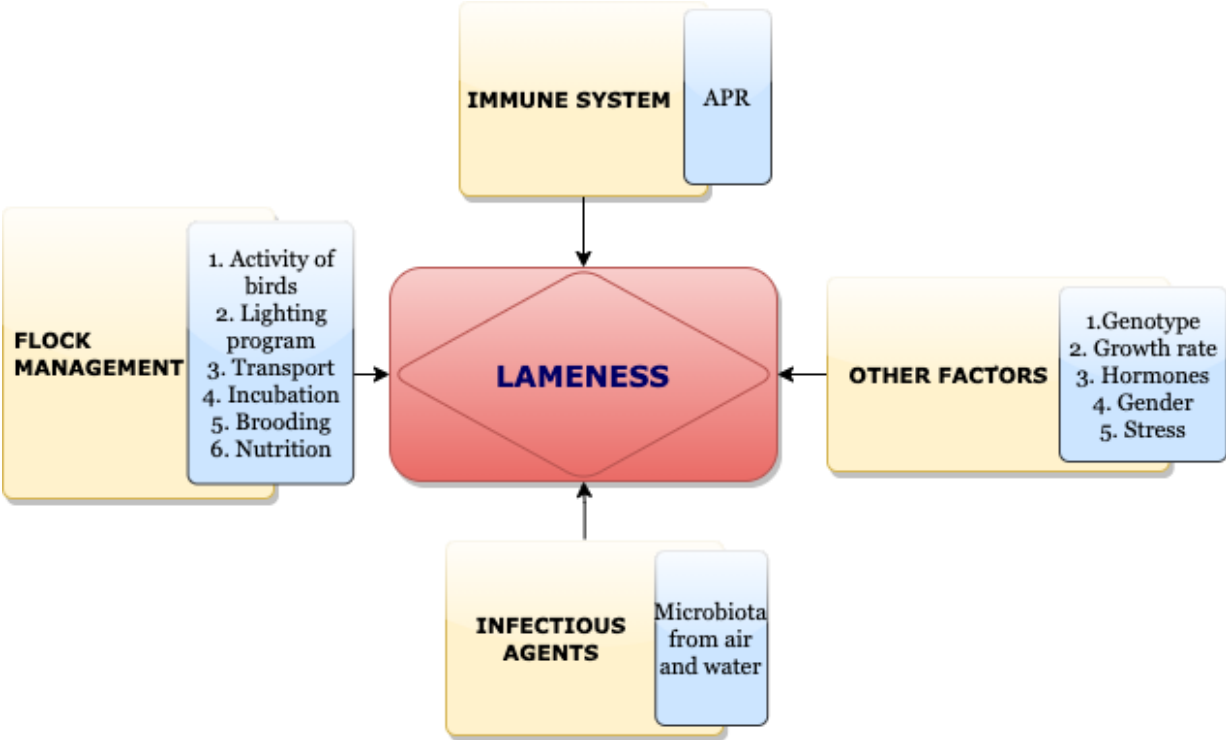 IMMUNE SYSTEM
APR
FLOCK
MANAGEMENT
1. Activity of
birds
2. Lighting
program
3. Transport
4. Incubation
5. Brooding
6. Nutrition
LAMENESS
OTHER FACTORS
1.Genotype
2. Growth rate
3. Hormones
4. Gender
5. Stress
INFECTIOUS
AGENTS
Microbiota
from air
and water